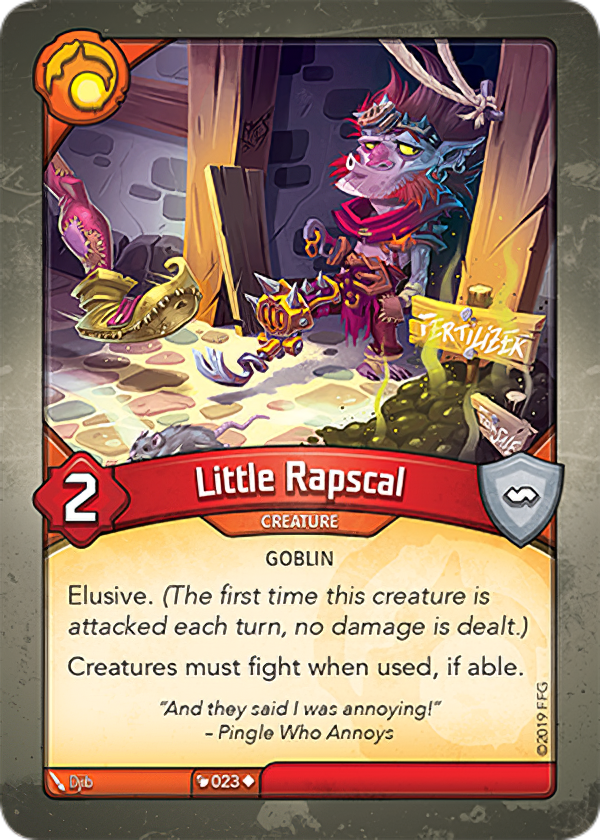 FERTILIZER
2
Little Rapscal
CREATURE
GOBLIN
Elusive. (The first time this creature is
attacked each turn, no damage is dealt.)
Creatures must fight when used, if able.
“And they said I was annoying!”
– Pingle Who Annoys
©2019 FFG
Djib
023